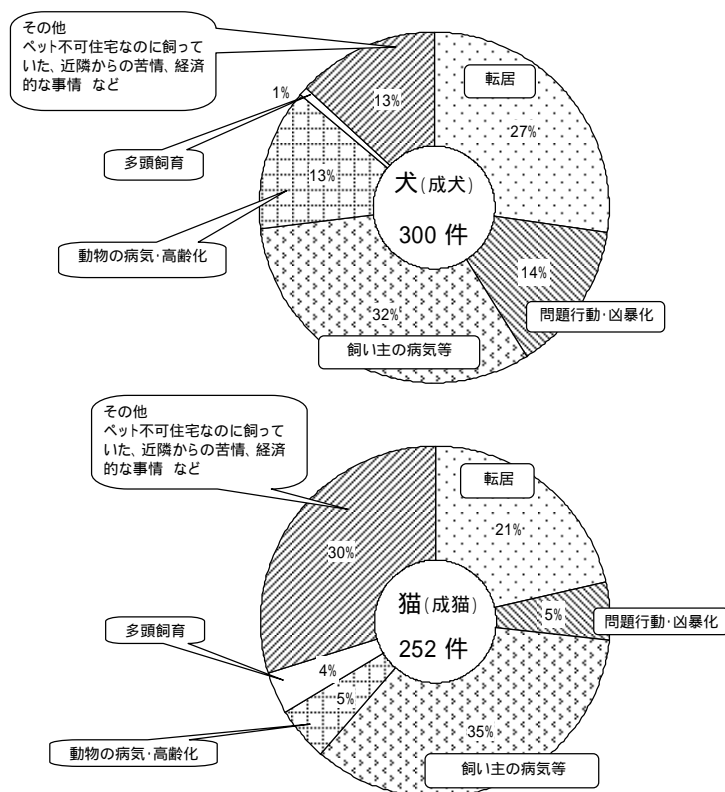 その他
ペット不可住宅なのに飼って
いた、近隣からの苦情、経済
的な事情 など
転居
1%
13%
27%
多頭飼育
13%
犬(成犬)
300 件
動物の病気・高齢化
14%
32%
問題行動・凶暴化
飼い主の病気等
その他
ペット不可住宅なのに飼って
いた、近隣からの苦情、経済
的な事情 など
転居
21%
30%
猫(成猫)
5%
問題行動・凶暴化
多頭飼育
252 件
4%
5%
35%
動物の病気・高齢化
飼い主の病気等